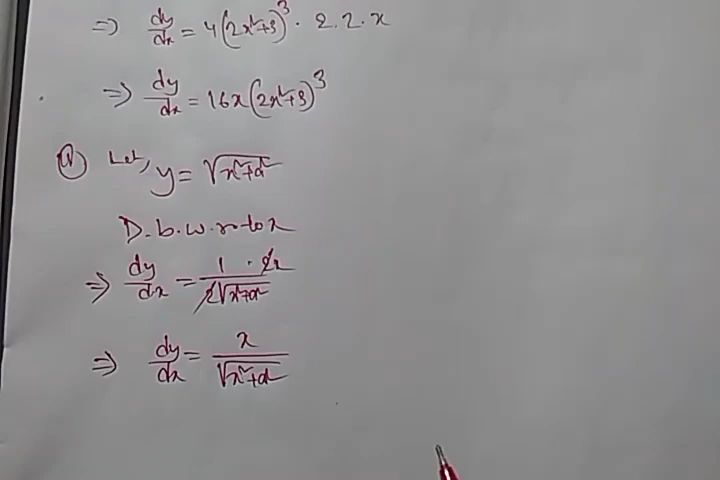 ⇒ dy/dx = 4(2x²+3)³ · 2.2.x
⇒ dy/dx = 16x(2x²+3)³
Let, y = √(x²+a²)
D.b.w.r.to x
⇒ dy/dx = 1 · 2x / 2√(x²+a²)
⇒ dy/dx = x / √(x²+a²)